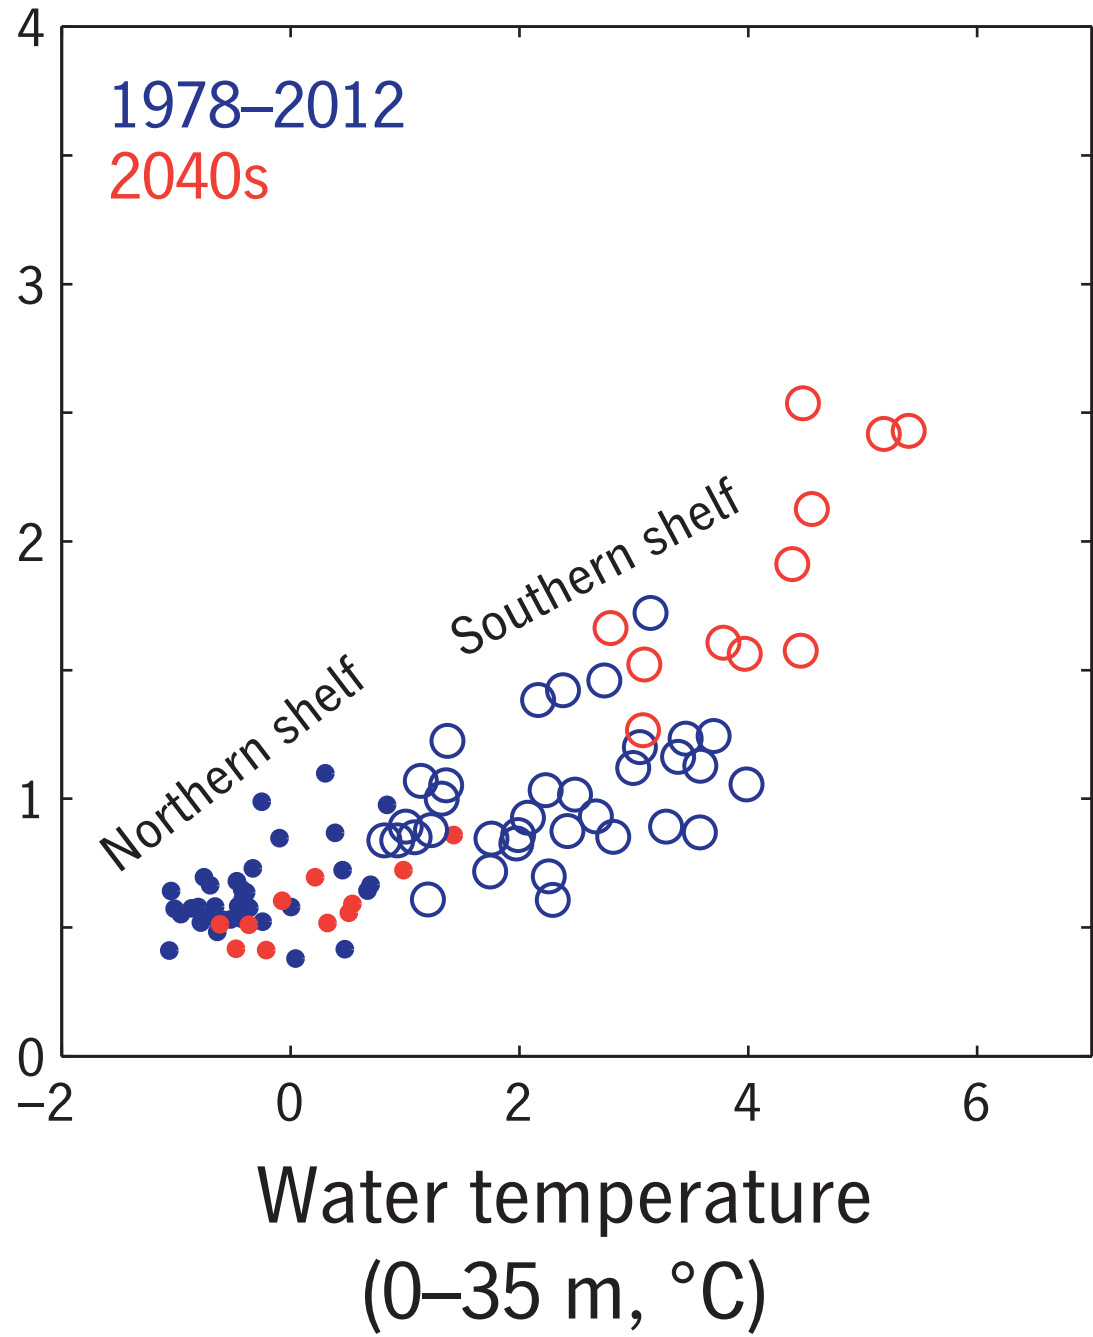 4
1978–2012
2040s
3
Southern shelf
2
Northern shelf
1
0
–2 0 2 4 6
Water temperature
(0–35 m, °C)